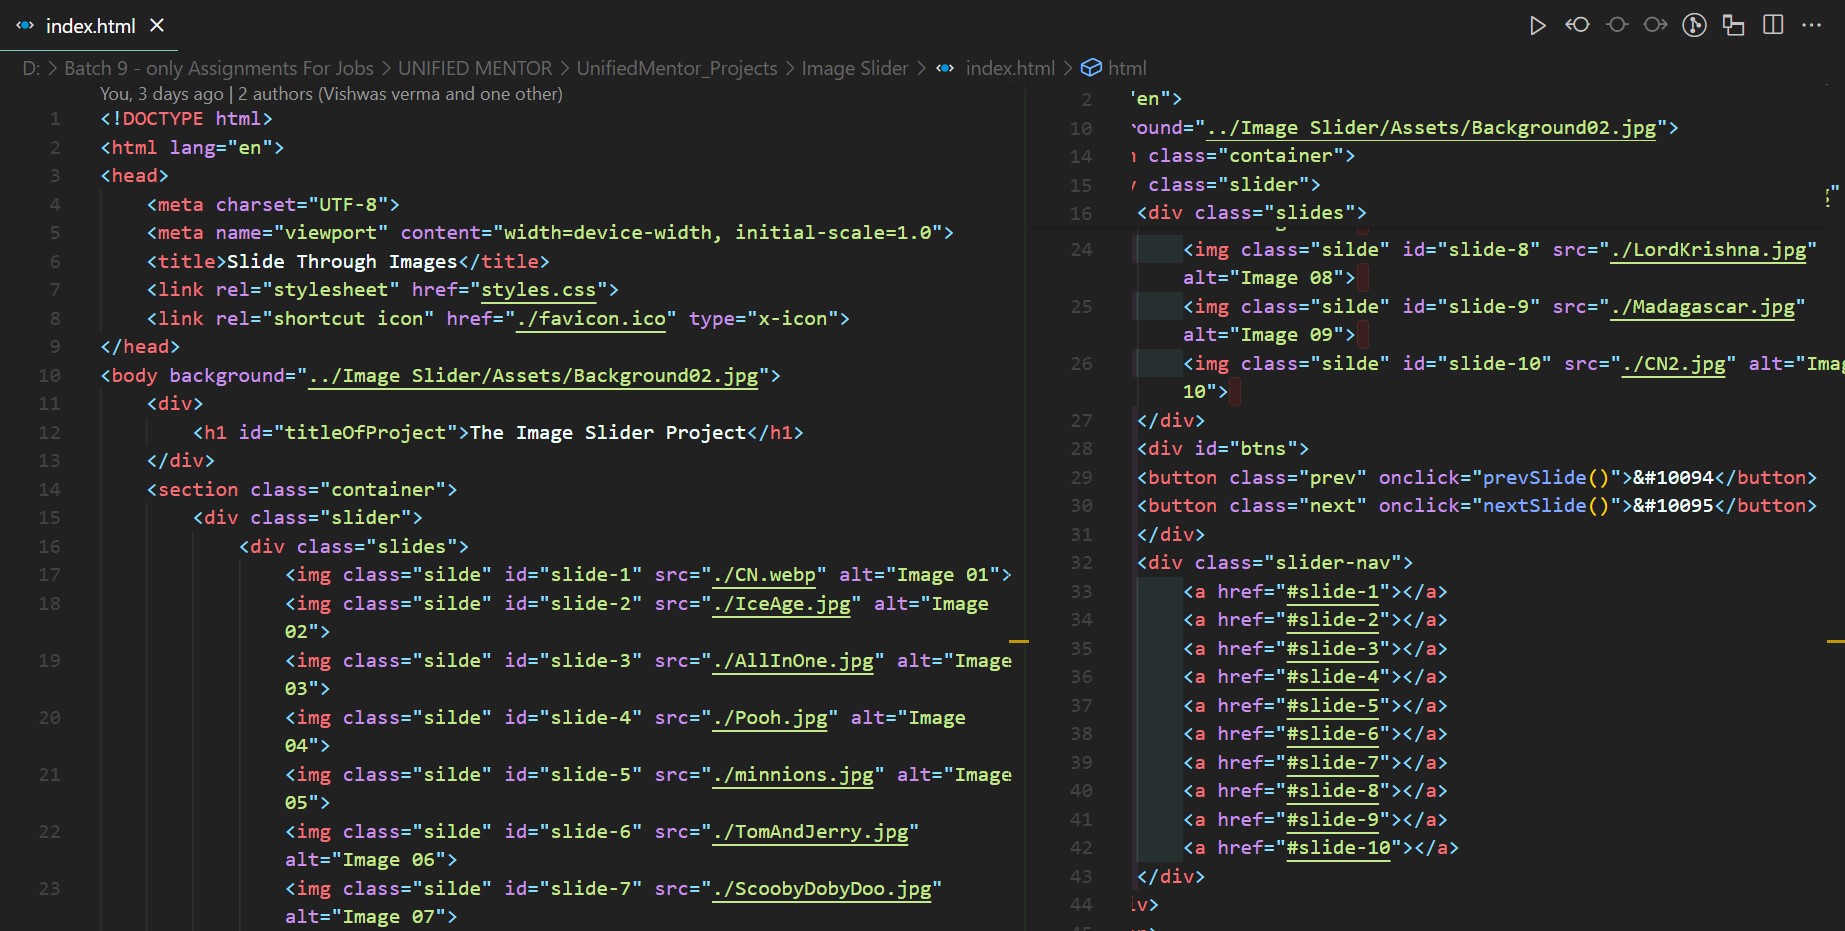 index.html
D: > Batch 9 - only Assignments For Jobs > UNIFIED MENTOR > UnifiedMentor_Projects > Image Slider > index.html > html
You, 3 days ago | 2 authors (Vishwas verma and one other)
1 <!DOCTYPE html>
2 <html lang="en">
3 <head>
4 <meta charset="UTF-8">
5 <meta name="viewport" content="width=device-width, initial-scale=1.0">
6 <title>Slide Through Images</title>
7 <link rel="stylesheet" href="styles.css">
8 <link rel="shortcut icon" href="./favicon.ico" type="x-icon">
9 </head>
10 <body background="../Image Slider/Assets/Background02.jpg">
11 <div>
12 <h1 id="titleOfProject">The Image Slider Project</h1>
13 </div>
14 <section class="container">
15 <div class="slider">
16 <div class="slides">
17 <img class="silde" id="slide-1" src="./CN.webp" alt="Image 01">
18 <img class="silde" id="slide-2" src="./IceAge.jpg" alt="Image
02">
19 <img class="silde" id="slide-3" src="./AllInOne.jpg" alt="Image
03">
20 <img class="silde" id="slide-4" src="./Pooh.jpg" alt="Image
04">
21 <img class="silde" id="slide-5" src="./minnions.jpg" alt="Image
05">
22 <img class="silde" id="slide-6" src="./TomAndJerry.jpg"
alt="Image 06">
23 <img class="silde" id="slide-7" src="./ScoobyDobyDoo.jpg"
alt="Image 07">
2 'en">
10 round="../Image Slider/Assets/Background02.jpg">
14 class="container">
15 class="slider">
16 <div class="slides">
24 <img class="silde" id="slide-8" src="./LordKrishna.jpg"
alt="Image 08">
25 <img class="silde" id="slide-9" src="./Madagascar.jpg"
alt="Image 09">
26 <img class="silde" id="slide-10" src="./CN2.jpg" alt="Imag
10">
27 </div>
28 <div id="btns">
29 <button class="prev" onclick="prevSlide()">&#10094</button>
30 <button class="next" onclick="nextSlide()">&#10095</button>
31 </div>
32 <div class="slider-nav">
33 <a href="#slide-1"></a>
34 <a href="#slide-2"></a>
35 <a href="#slide-3"></a>
36 <a href="#slide-4"></a>
37 <a href="#slide-5"></a>
38 <a href="#slide-6"></a>
39 <a href="#slide-7"></a>
40 <a href="#slide-8"></a>
41 <a href="#slide-9"></a>
42 <a href="#slide-10"></a>
43 </div>
44 iv>